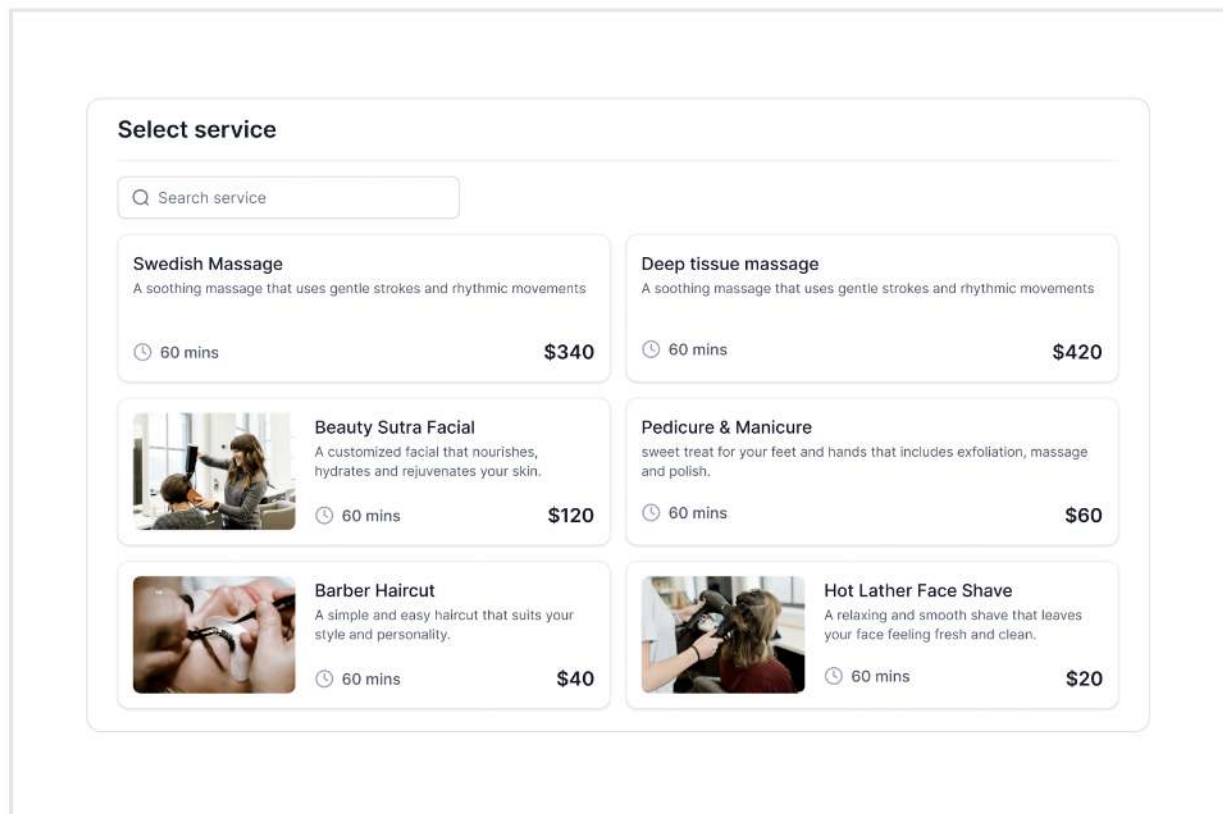 Select service
Search service
Swedish Massage
A soothing massage that uses gentle strokes and rhythmic movements
60 mins
$340
Deep tissue massage
A soothing massage that uses gentle strokes and rhythmic movements
60 mins
$420
Beauty Sutra Facial
A customized facial that nourishes,
hydrates and rejuvenates your skin.
60 mins
$120
Pedicure & Manicure
sweet treat for your feet and hands that includes exfoliation, massage
and polish.
60 mins
$60
Barber Haircut
A simple and easy haircut that suits your
style and personality.
60 mins
$40
Hot Lather Face Shave
A relaxing and smooth shave that leaves
your face feeling fresh and clean.
60 mins
$20